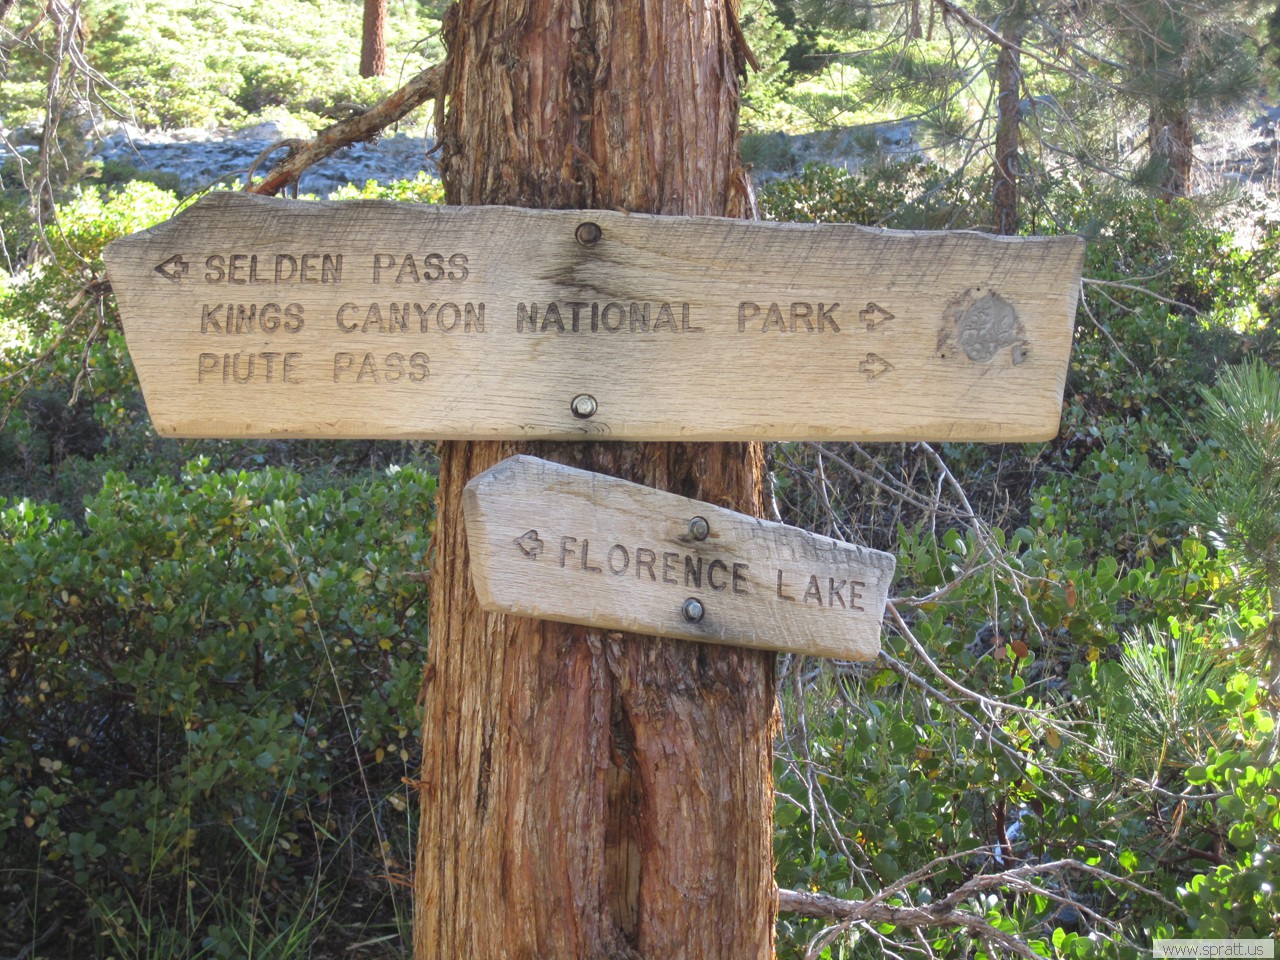 SELDEN PASS
KINGS CANYON NATIONAL PARK
PIUTE PASS
FLORENCE LAKE
www.spratt.us